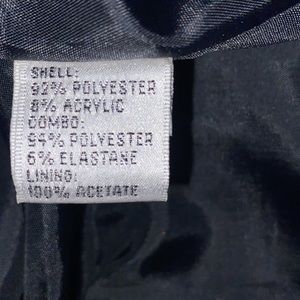 SHELL:
92% POLYESTER
8% ACRYLIC
COMBO:
94% POLYESTER
6% ELASTANE
LINING:
100% ACETATE